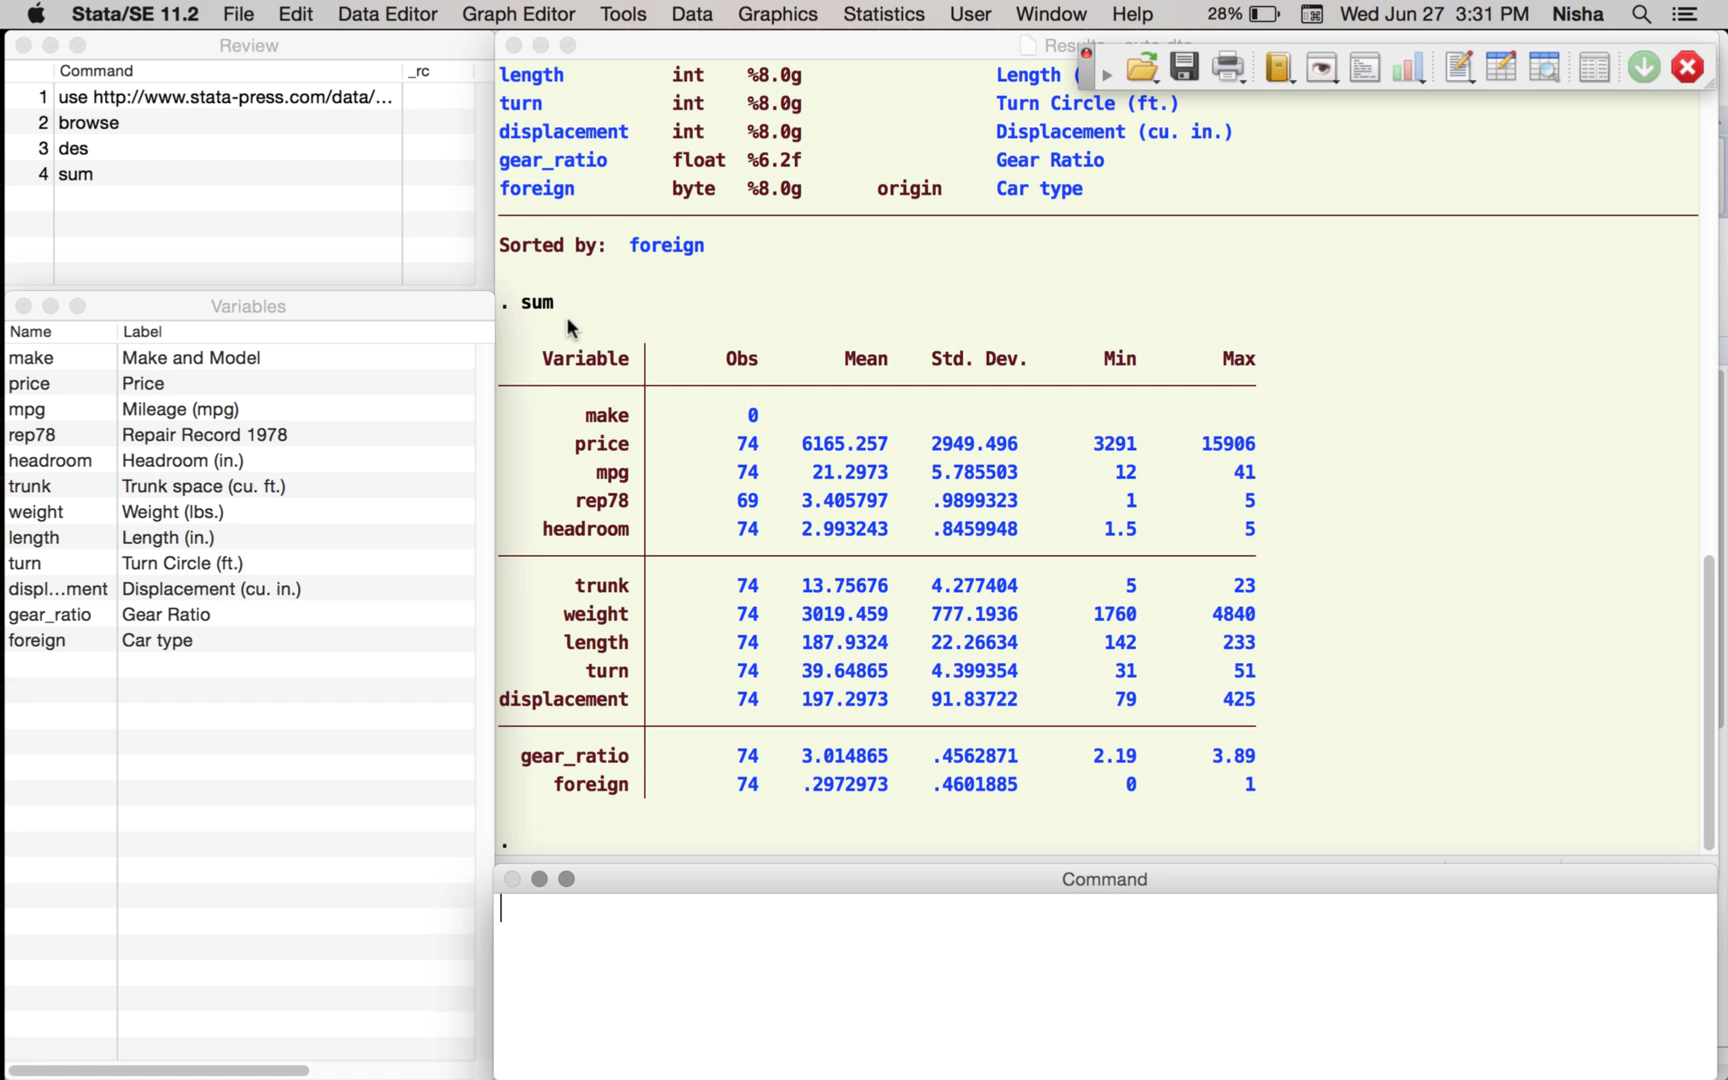 Stata/SE 11.2 File Edit Data Editor Graph Editor Tools Data Graphics Statistics User Window Help 28% Wed Jun 27 3:31 PM Nisha
Review
Command _rc
1 use http://www.stata-press.com/data/...
2 browse
3 des
4 sum
Variables
Name Label
make Make and Model
price Price
mpg Mileage (mpg)
rep78 Repair Record 1978
headroom Headroom (in.)
trunk Trunk space (cu. ft.)
weight Weight (lbs.)
length Length (in.)
turn Turn Circle (ft.)
displ...ment Displacement (cu. in.)
gear_ratio Gear Ratio
foreign Car type
length int %8.0g Length (
turn int %8.0g Turn Circle (ft.)
displacement int %8.0g Displacement (cu. in.)
gear_ratio float %6.2f Gear Ratio
foreign byte %8.0g origin Car type
Sorted by: foreign
. sum
Variable Obs Mean Std. Dev. Min Max
make 0
price 74 6165.257 2949.496 3291 15906
mpg 74 21.2973 5.785503 12 41
rep78 69 3.405797 .9899323 1 5
headroom 74 2.993243 .8459948 1.5 5
trunk 74 13.75676 4.277404 5 23
weight 74 3019.459 777.1936 1760 4840
length 74 187.9324 22.26634 142 233
turn 74 39.64865 4.399354 31 51
displacement 74 197.2973 91.83722 79 425
gear_ratio 74 3.014865 .4562871 2.19 3.89
foreign 74 .2972973 .4601885 0 1
.
Command